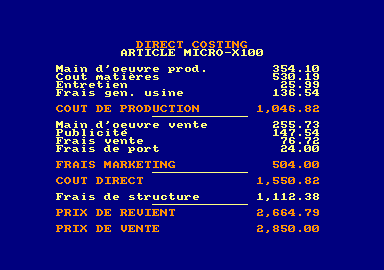 DIRECT COSTING
ARTICLE MICRO-X100
Main d'oeuvre prod. 354.10
Cout matières 530.19
Entretien 25.99
Frais gen. usine 136.54
COUT DE PRODUCTION 1,046.82
Main d'oeuvre vente 255.73
Publicité 147.54
Frais vente 76.72
Frais de port 24.00
FRAIS MARKETING 504.00
COUT DIRECT 1,550.82
Frais de structure 1,112.38
PRIX DE REVIENT 2,664.79
PRIX DE VENTE 2,850.00